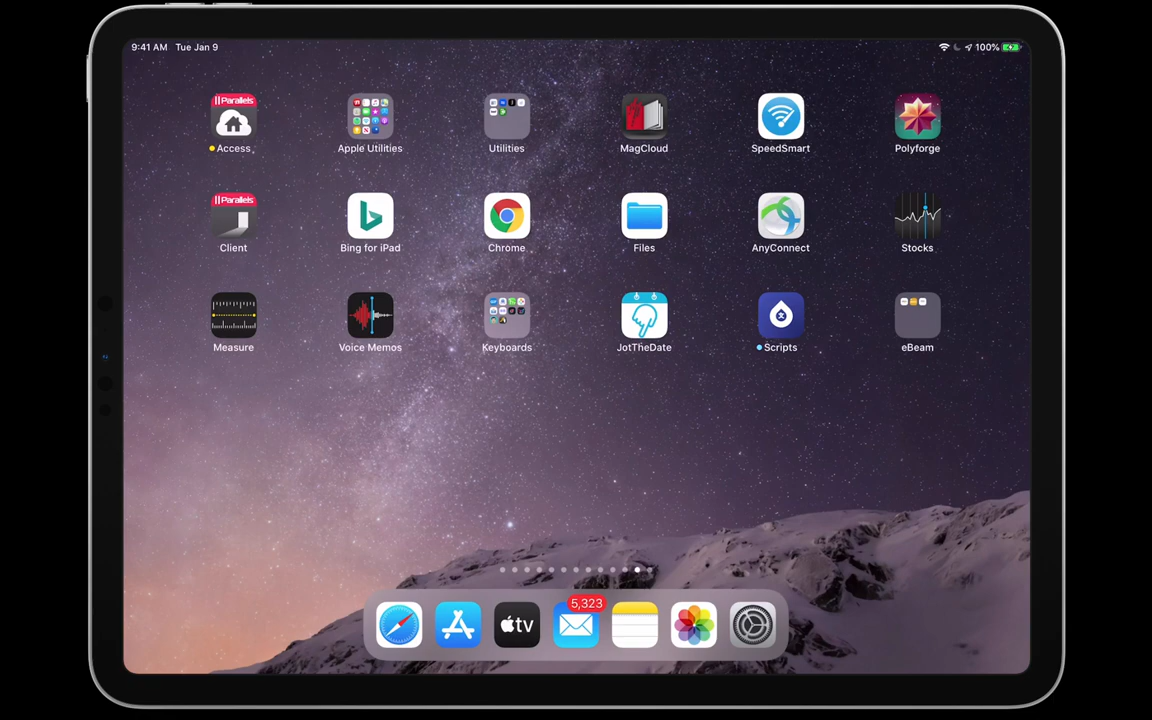 9:41 AM Tue Jan 9
100%
Parallels
Access
Apple Utilities
Utilities
MagCloud
SpeedSmart
Polyforge
Parallels
Client
Bing for iPad
Chrome
Files
AnyConnect
Stocks
Measure
Voice Memos
Keyboards
JotTheDate
Scripts
eBeam
tv
5,323